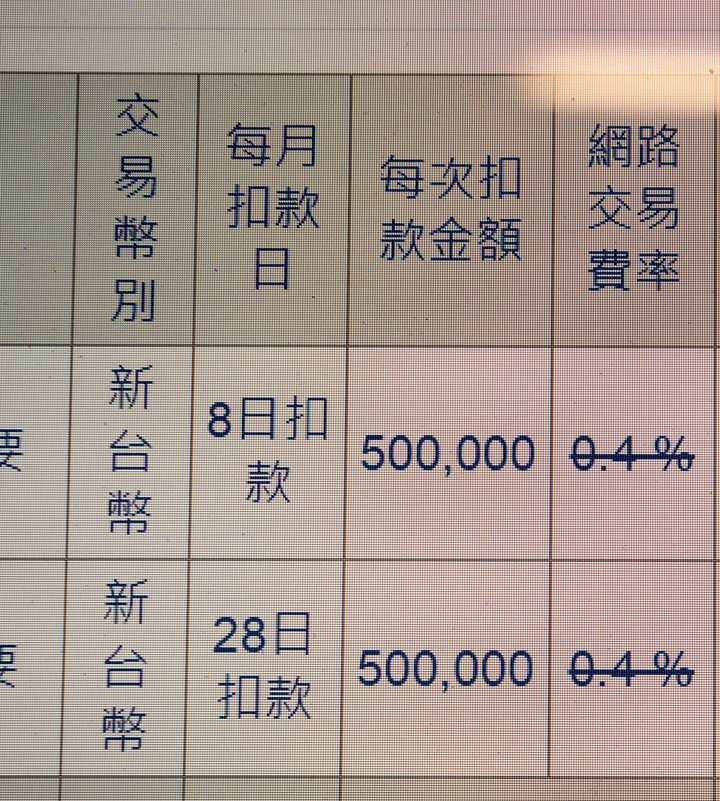 交易幣別
每月扣款日
每次扣款金額
網路交易費率
要
新台幣
8日扣款
500,000
0.4 %
要
新台幣
28日扣款
500,000
0.4 %